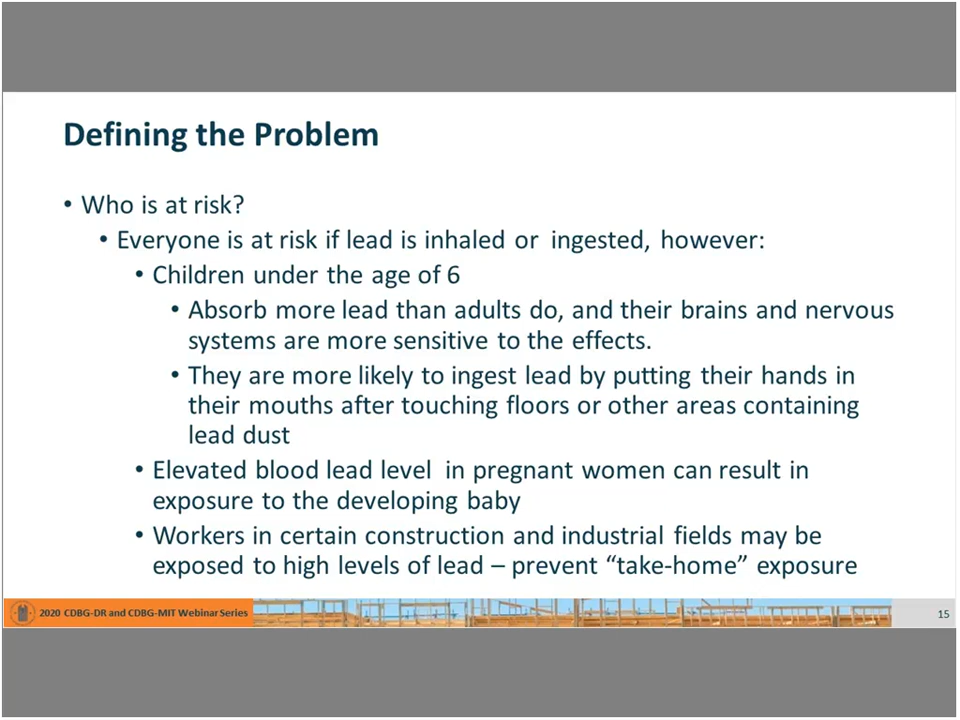 Defining the Problem
• Who is at risk?
• Everyone is at risk if lead is inhaled or ingested, however:
• Children under the age of 6
• Absorb more lead than adults do, and their brains and nervous
systems are more sensitive to the effects.
• They are more likely to ingest lead by putting their hands in
their mouths after touching floors or other areas containing
lead dust
• Elevated blood lead level in pregnant women can result in
exposure to the developing baby
• Workers in certain construction and industrial fields may be
exposed to high levels of lead – prevent “take-home” exposure
2020 CDBG-DR and CDBG-MIT Webinar Series
15